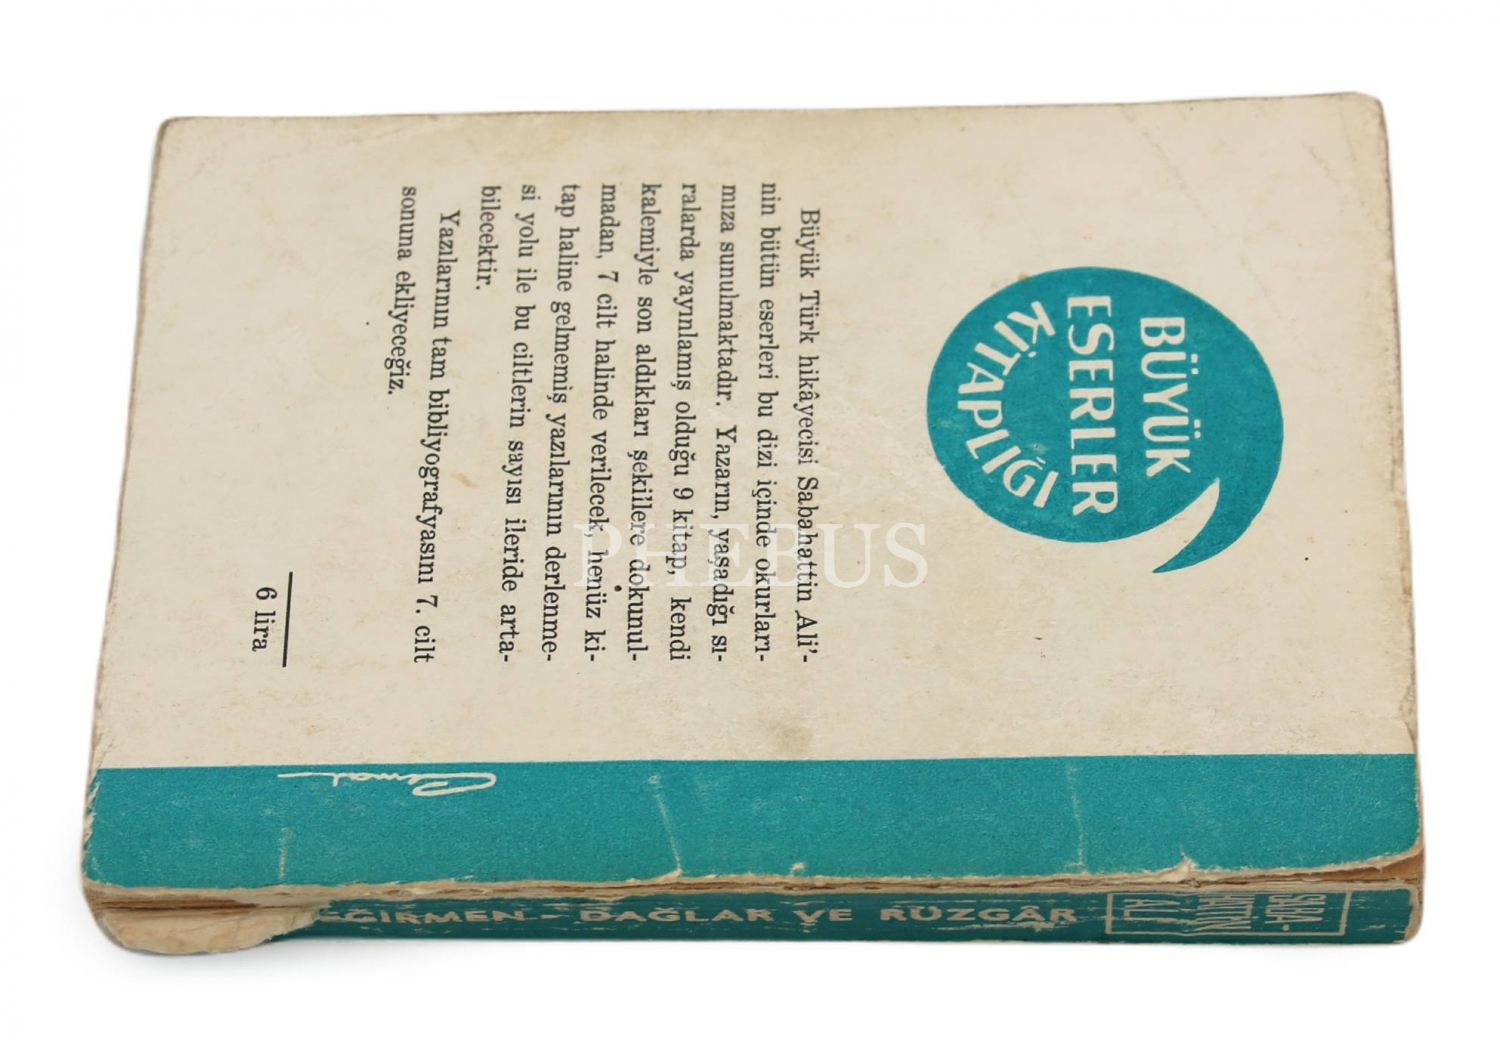 BÜYÜK
ESERLER
KİTAPLIĞI
Büyük Türk hikâyecisi Sabahattin Ali'-
nin bütün eserleri bu dizi içinde okurları-
mıza sunulmaktadır. Yazarın, yaşadığı sı-
ralarda yayınlamış olduğu 9 kitap, kendi
kalemiyle son aldıkları şekillere dokunul-
madan, 7 cilt halinde verilecek, henüz ki-
tap haline gelmemiş yazılarının derlenme-
si yolu ile bu ciltlerin sayısı ileride arta-
bilecektir.
Yazılarının tam bibliyografyasını 7. cilt
sonuna ekliyeceğiz.
6 lira
PHEBUS
SABA-
HATTİN
ALİ
EĞİRMEN - DAĞLAR VE RÜZGÂR